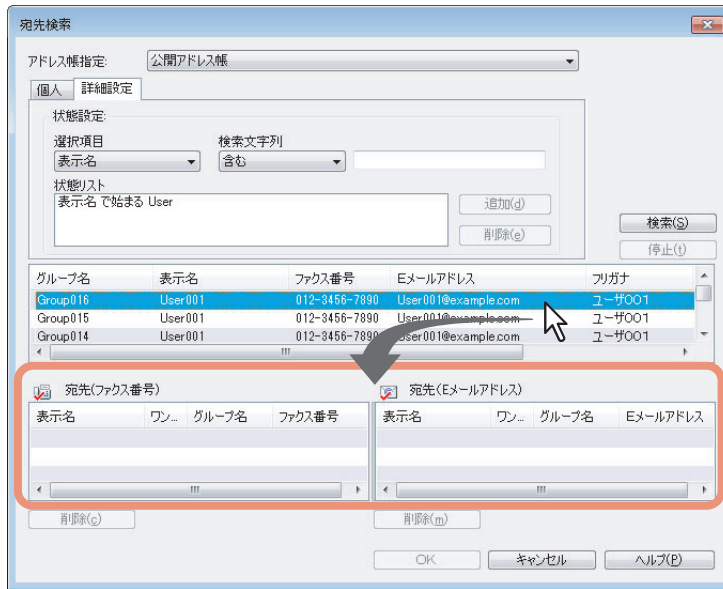 宛先検索
アドレス帳指定: 公開アドレス帳
個人 詳細設定
状態設定:
選択項目 検索文字列
表示名 含む
状態リスト
表示名 で始まる User
追加(d)
削除(e)
検索(S)
停止(t)
グループ名 表示名 ファクス番号 Eメールアドレス フリガナ
Group016 User001 012-3456-7890 User001@example.com ユーザ001
Group015 User001 012-3456-7890 User001@example.com ユーザ001
Group014 User001 012-3456-7890 User001@example.com ユーザ001
宛先(ファクス番号) 宛先(Eメールアドレス)
表示名 ワン... グループ名 ファクス番号 表示名 ワン... グループ名 Eメールアドレス
削除(c) 削除(m)
OK キャンセル ヘルプ(P)